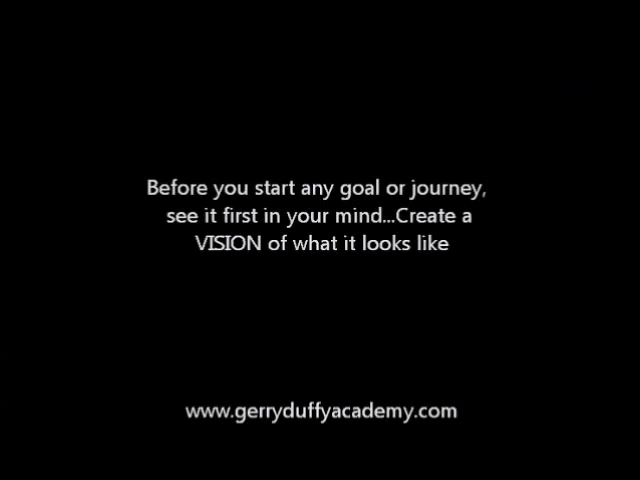 Before you start any goal or journey,
see it first in your mind...Create a
VISION of what it looks like
www.gerryduffyacademy.com